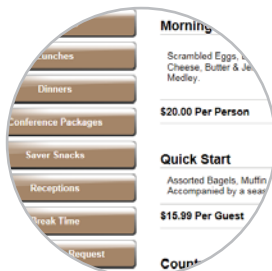 Lunches
Dinners
Conference Packages
Saver Snacks
Receptions
Break Time
Request
Morning
Scrambled Eggs,
Cheese, Butter &
Medley.
$20.00 Per Person
Quick Start
Assorted Bagels, Muffin
Accompanied by a
$15.99 Per Guest